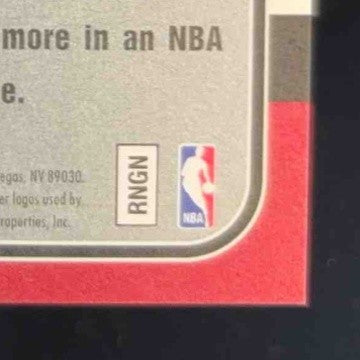 more in an NBA
e.
egas, NV 89030.
er logos used by
roperties, Inc.
RNGN
NBA